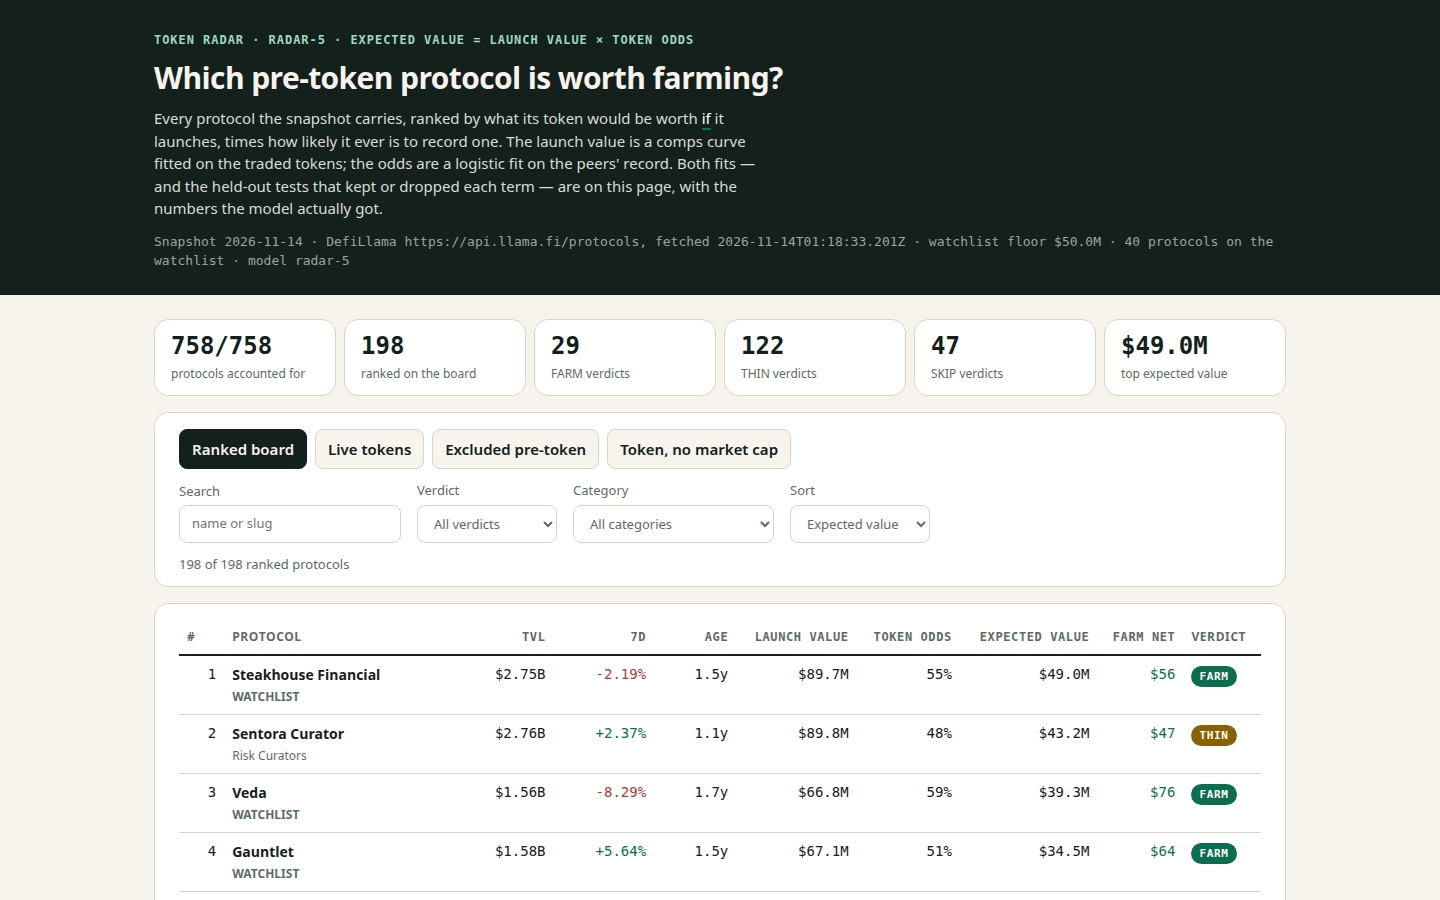 TOKEN RADAR · RADAR-5 · EXPECTED VALUE = LAUNCH VALUE × TOKEN ODDS
Which pre-token protocol is worth farming?
Every protocol the snapshot carries, ranked by what its token would be worth if it
launches, times how likely it ever is to record one. The launch value is a comps curve
fitted on the traded tokens; the odds are a logistic fit on the peers' record. Both fits —
and the held-out tests that kept or dropped each term — are on this page, with the
numbers the model actually got.
Snapshot 2026-11-14 · DefiLlama https://api.llama.fi/protocols, fetched 2026-11-14T01:18:33.201Z · watchlist floor $50.0M · 40 protocols on the
watchlist · model radar-5
758/758 198 29 122 47 $49.0M
protocols accounted for ranked on the board FARM verdicts THIN verdicts SKIP verdicts top expected value
Ranked board Live tokens Excluded pre-token Token, no market cap
Search Verdict Category Sort
name or slug All verdicts All categories Expected value
198 of 198 ranked protocols
# PROTOCOL TVL 7D AGE LAUNCH VALUE TOKEN ODDS EXPECTED VALUE FARM NET VERDICT
1 Steakhouse Financial $2.75B -2.19% 1.5y $89.7M 55% $49.0M $56 FARM
WATCHLIST
2 Sentora Curator $2.76B +2.37% 1.1y $89.8M 48% $43.2M $47 THIN
Risk Curators
3 Veda $1.56B -8.29% 1.7y $66.8M 59% $39.3M $76 FARM
WATCHLIST
4 Gauntlet $1.58B +5.64% 1.5y $67.1M 51% $34.5M $64 FARM
WATCHLIST